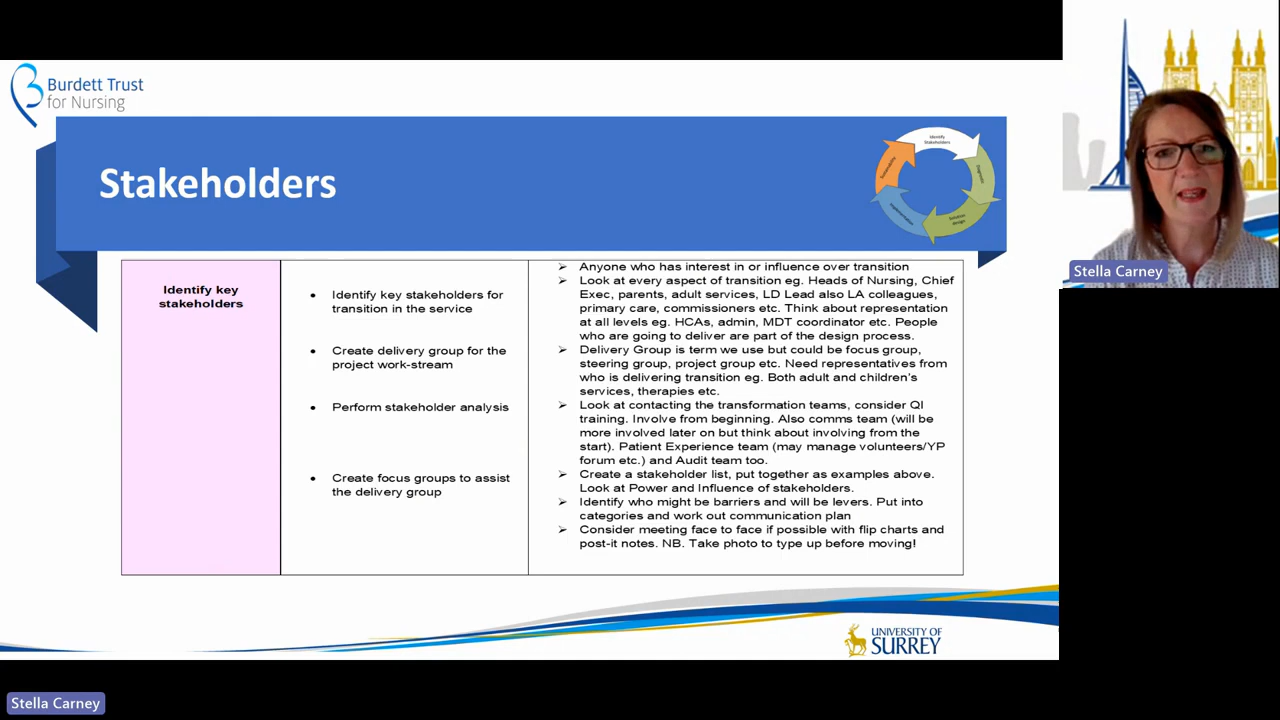 Burdett Trust
for Nursing
Stakeholders
Identify
Stakeholders
Diagnostic
Solution
design
Implementation
Sustainability
Identify key
stakeholders
• Identify key stakeholders for
transition in the service
• Create delivery group for the
project work-stream
• Perform stakeholder analysis
• Create focus groups to assist
the delivery group
➢ Anyone who has interest in or influence over transition
➢ Look at every aspect of transition eg. Heads of Nursing, Chief
Exec, parents, adult services, LD Lead also LA colleagues,
primary care, commissioners etc. Think about representation
at all levels eg. HCAs, admin, MDT coordinator etc. People
who are going to deliver are part of the design process.
➢ Delivery Group is term we use but could be focus group,
steering group, project group etc. Need representatives from
who is delivering transition eg. Both adult and children's
services, therapies etc.
➢ Look at contacting the transformation teams, consider QI
training. Involve from beginning. Also comms team (will be
more involved later on but think about involving from the
start). Patient Experience team (may manage volunteers/YP
forum etc.) and Audit team too.
➢ Create a stakeholder list, put together as examples above.
Look at Power and Influence of stakeholders.
➢ Identify who might be barriers and will be levers. Put into
categories and work out communication plan
➢ Consider meeting face to face if possible with flip charts and
post-it notes. NB. Take photo to type up before moving!
UNIVERSITY OF
SURREY
Stella Carney
Stella Carney